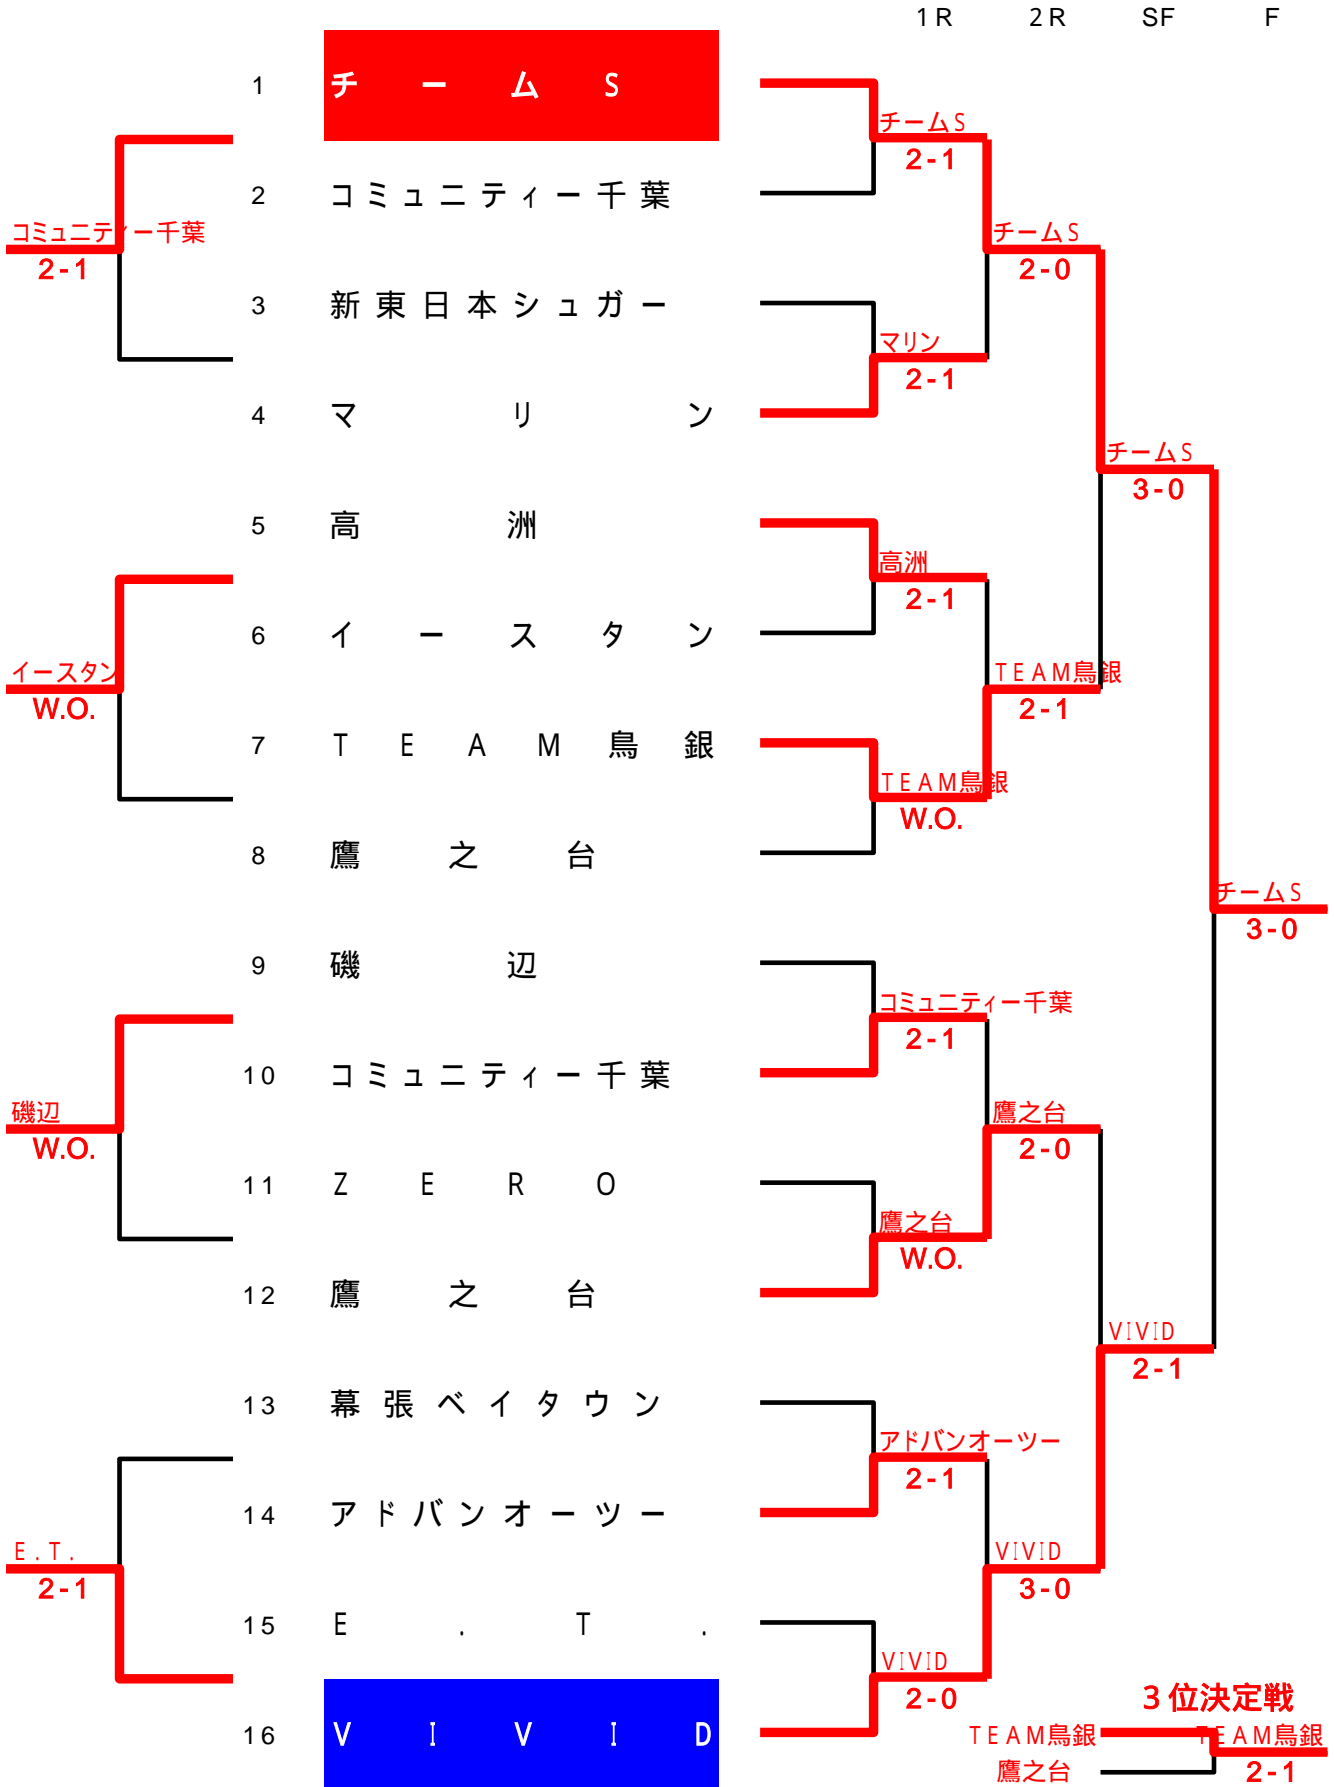 1R 2R SF F
1 チームS
チームS
2-1
2 コミュニティー千葉
コミュニティー千葉
2-1
チームS
2-0
3 新東日本シュガー
マリン
2-1
4 マリン
チームS
3-0
5 高洲
高洲
2-1
6 イースタン
イースタン
W.O.
TEAM鳥銀
2-1
7 TEAM鳥銀
TEAM鳥銀
W.O.
8 鷹之台
チームS
3-0
9 磯辺
コミュニティー千葉
2-1
10 コミュニティー千葉
磯辺
W.O.
鷹之台
2-0
11 ZERO
鷹之台
W.O.
12 鷹之台
VIVID
2-1
13 幕張ベイタウン
アドバンオーツー
2-1
14 アドバンオーツー
E.T.
2-1
VIVID
3-0
15 E.T.
VIVID
2-0
16 VIVID
3位決定戦
TEAM鳥銀 TEAM鳥銀
鷹之台 2-1